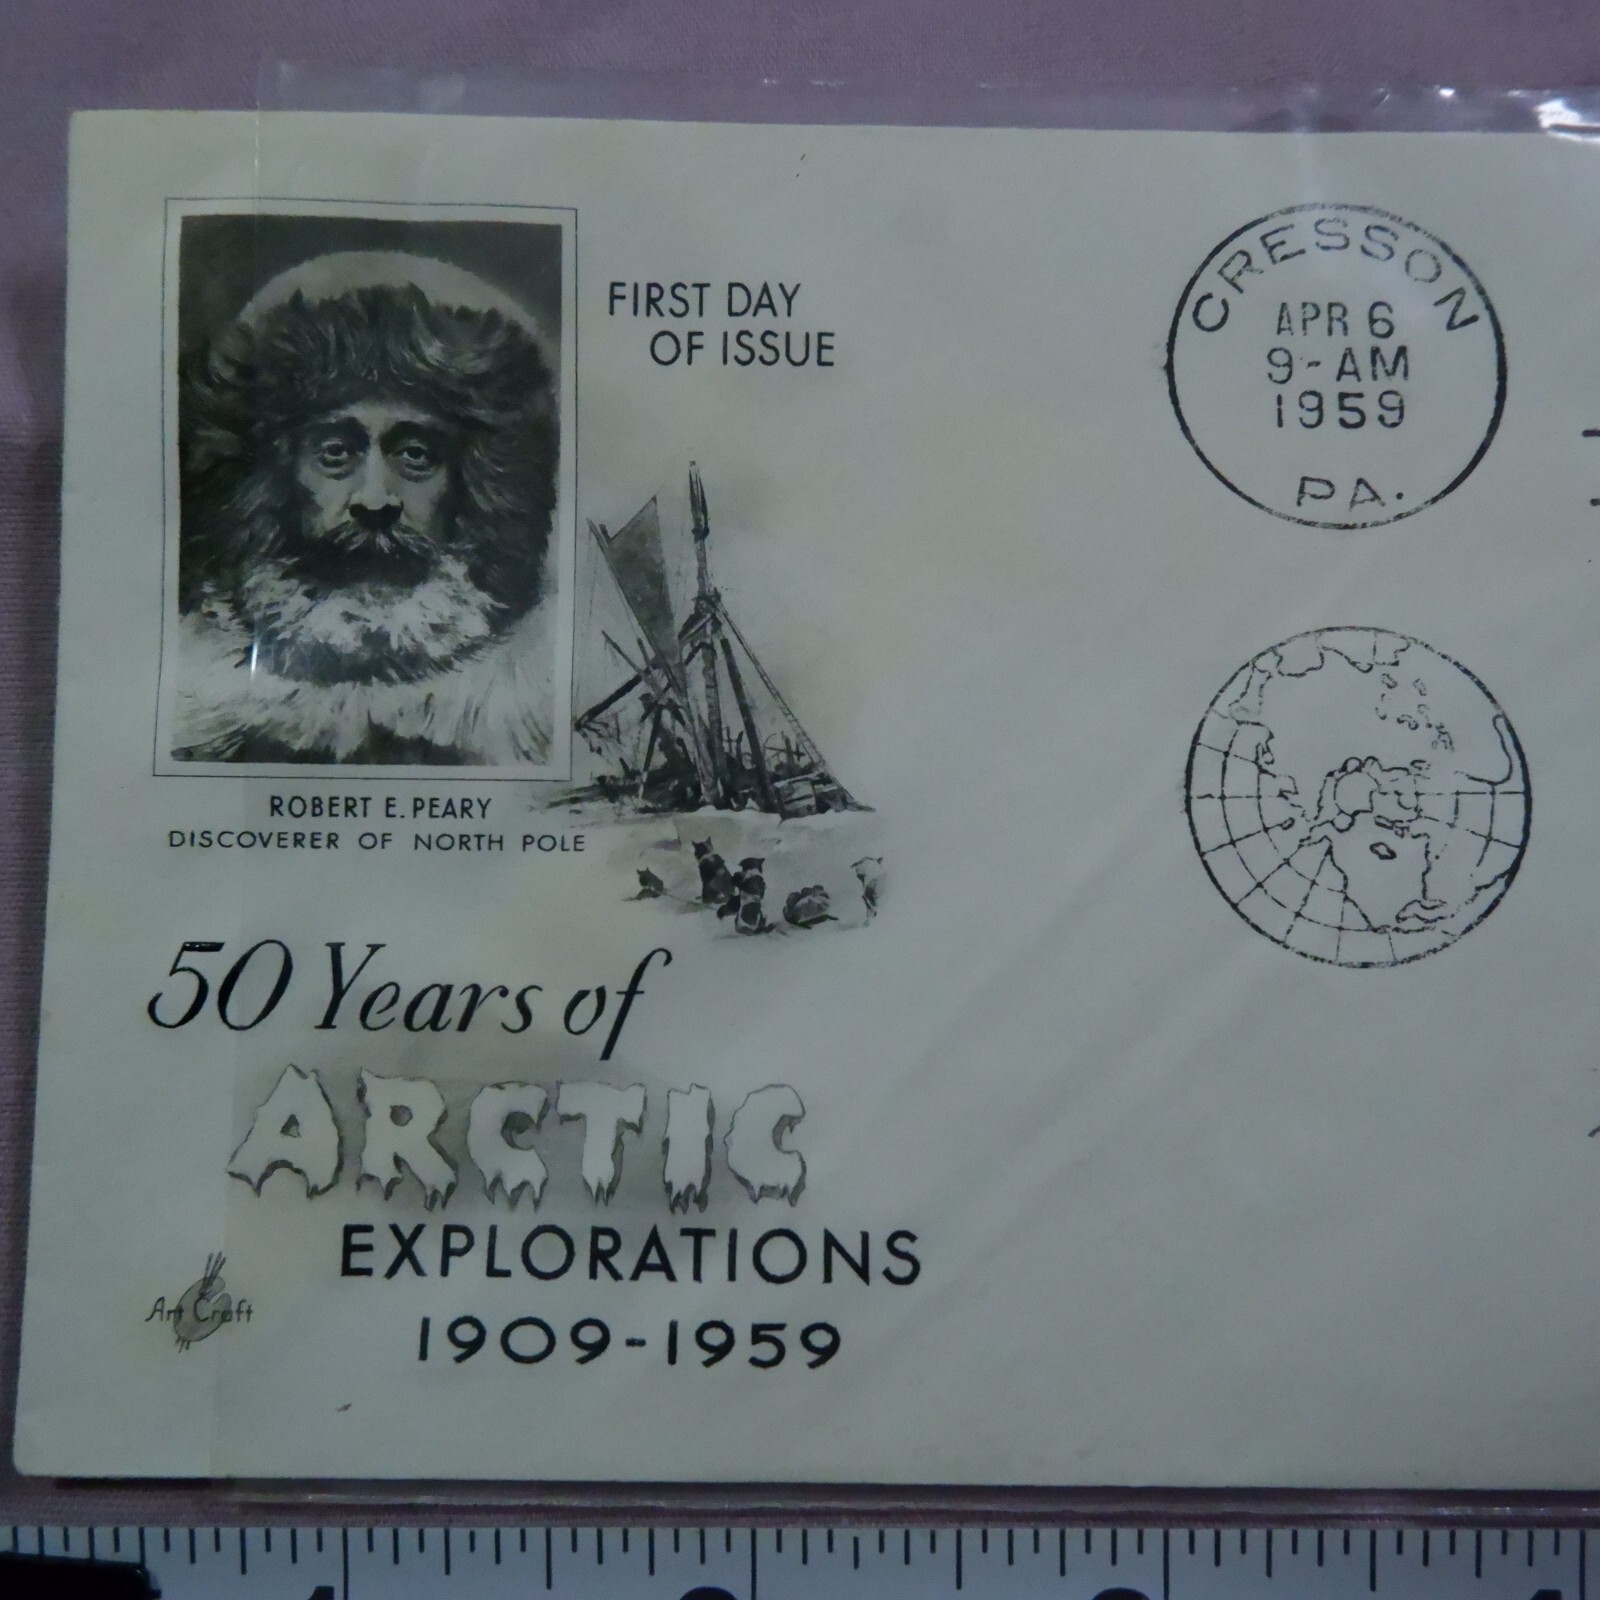 FIRST DAY
OF ISSUE
CRESSON
APR 6
9-AM
1959
PA.
ROBERT E. PEARY
DISCOVERER OF NORTH POLE
50 Years of
ARCTIC
EXPLORATIONS
1909-1959
Art Craft